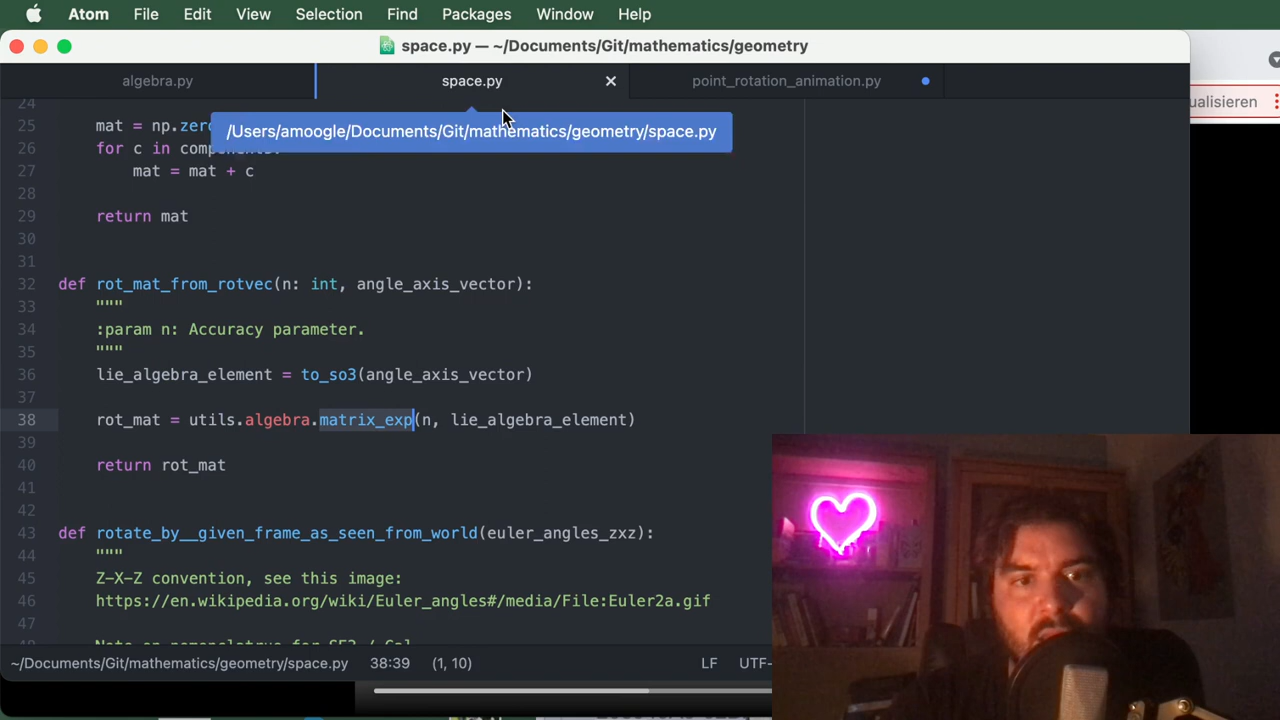 Atom File Edit View Selection Find Packages Window Help
space.py — ~/Documents/Git/mathematics/geometry
ualisieren
algebra.py space.py point_rotation_animation.py
/Users/amoogle/Documents/Git/mathematics/geometry/space.py
24
25 mat = np.zero
26 for c in
27 mat = mat + c
28
29 return mat
30
31
32 def rot_mat_from_rotvec(n: int, angle_axis_vector):
33 """
34 :param n: Accuracy parameter.
35 """
36 lie_algebra_element = to_so3(angle_axis_vector)
37
38 rot_mat = utils.algebra.matrix_exp(n, lie_algebra_element)
39
40 return rot_mat
41
42
43 def rotate_by__given_frame_as_seen_from_world(euler_angles_zxz):
44 """
45 Z-X-Z convention, see this image:
46 https://en.wikipedia.org/wiki/Euler_angles#/media/File:Euler2a.gif
47
~/Documents/Git/mathematics/geometry/space.py 38:39 (1, 10) LF UTF-